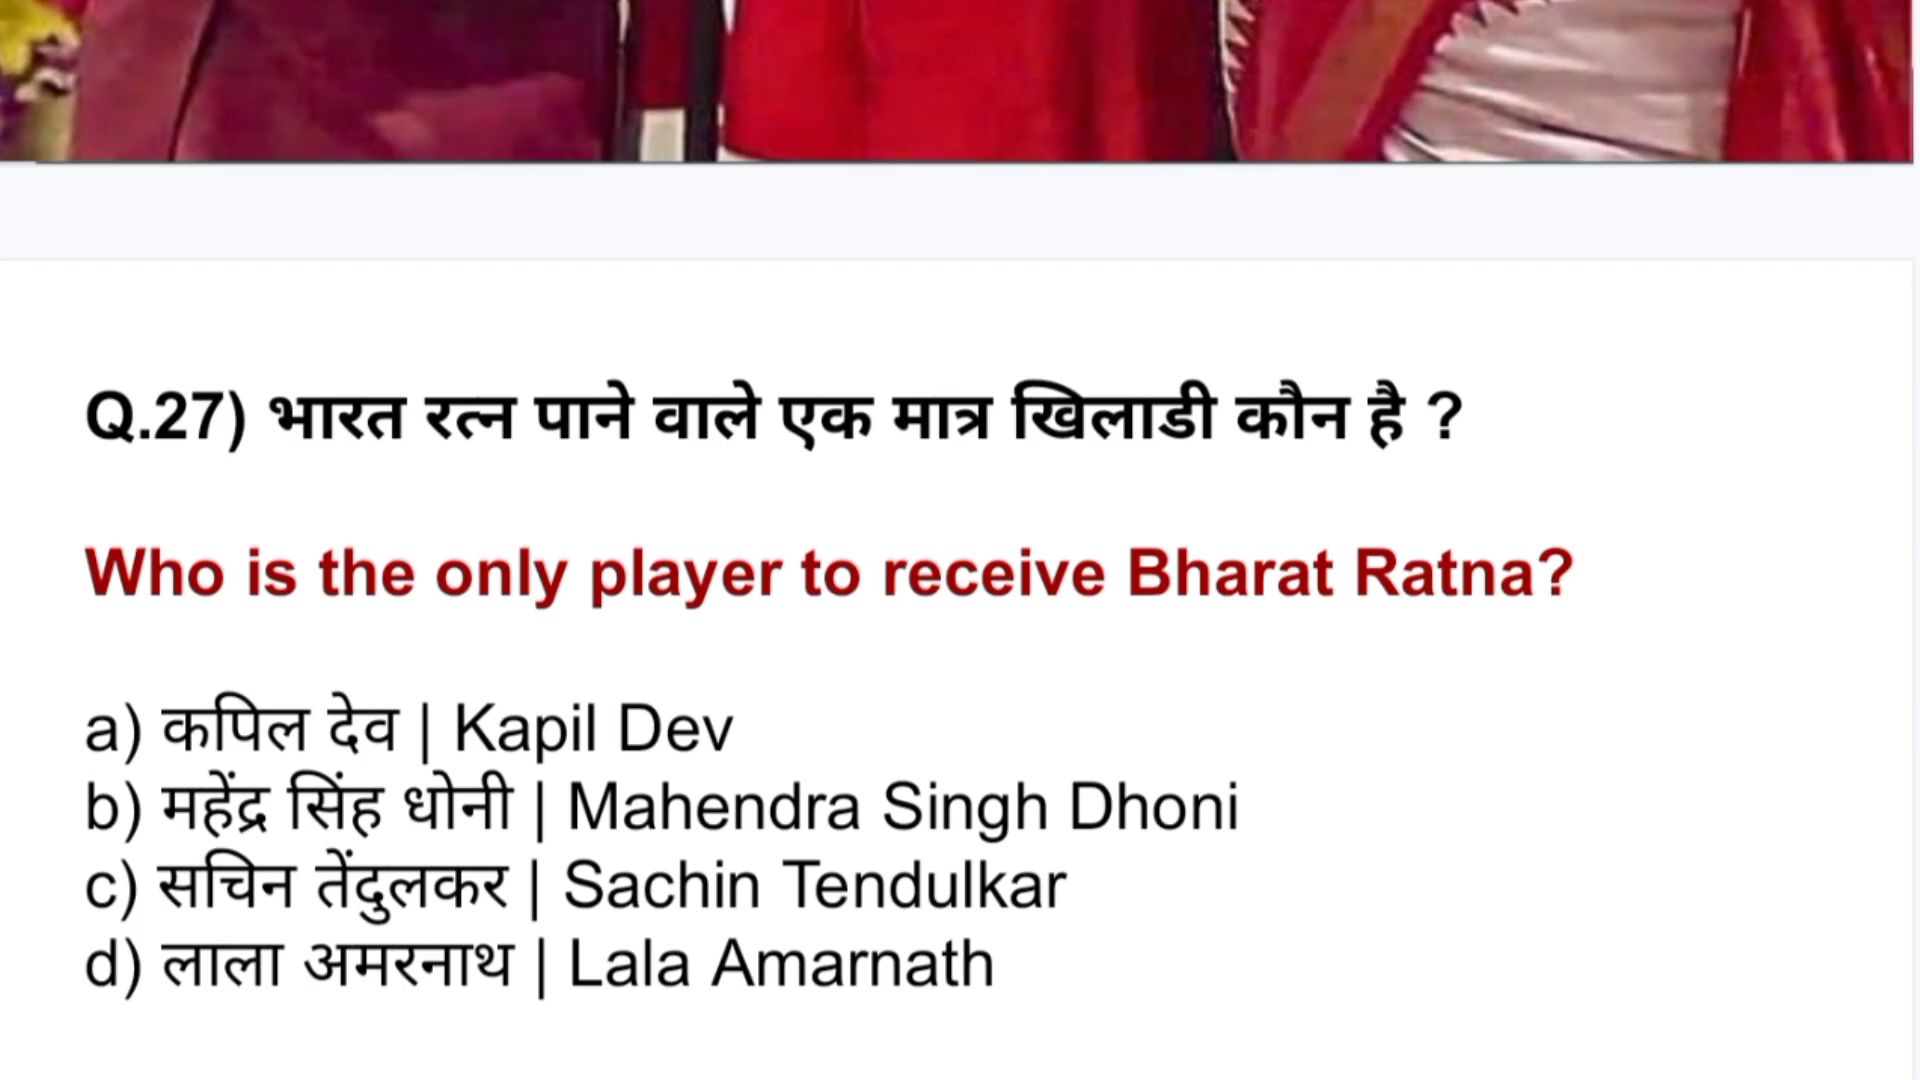 Q.27) भारत रत्न पाने वाले एक मात्र खिलाडी कौन है ?
Who is the only player to receive Bharat Ratna?
a) कपिल देव | Kapil Dev
b) महेंद्र सिंह धोनी | Mahendra Singh Dhoni
c) सचिन तेंदुलकर | Sachin Tendulkar
d) लाला अमरनाथ | Lala Amarnath